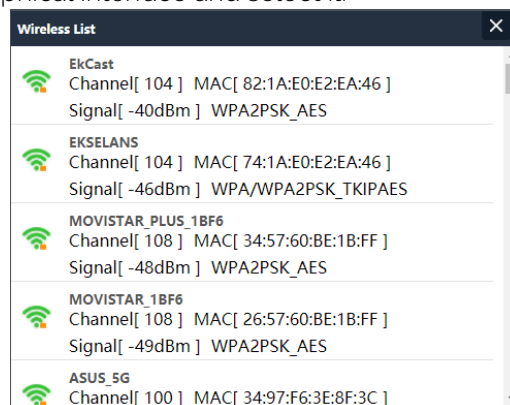 Wireless List
EkCast
Channel[ 104 ] MAC[ 82:1A:E0:E2:EA:46 ]
Signal[ -40dBm ] WPA2PSK_AES
EKSELANS
Channel[ 104 ] MAC[ 74:1A:E0:E2:EA:46 ]
Signal[ -46dBm ] WPA/WPA2PSK_TKIPAES
MOVISTAR_PLUS_1BF6
Channel[ 108 ] MAC[ 34:57:60:BE:1B:FF ]
Signal[ -48dBm ] WPA2PSK_AES
MOVISTAR_1BF6
Channel[ 108 ] MAC[ 26:57:60:BE:1B:FF ]
Signal[ -49dBm ] WPA2PSK_AES
ASUS_5G
Channel[ 100 ] MAC[ 34:97:F6:3E:8F:3C ]